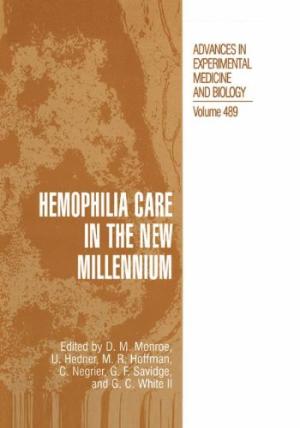 ADVANCES IN
EXPERIMENTAL
MEDICINE
AND BIOLOGY
Volume 489
HEMOPHILIA CARE
IN THE NEW
MILLENNIUM
Edited by D. M. Monroe,
U. Hedner, M. R. Hoffman,
C. Negrier, G. F. Savidge,
and G. C. White II